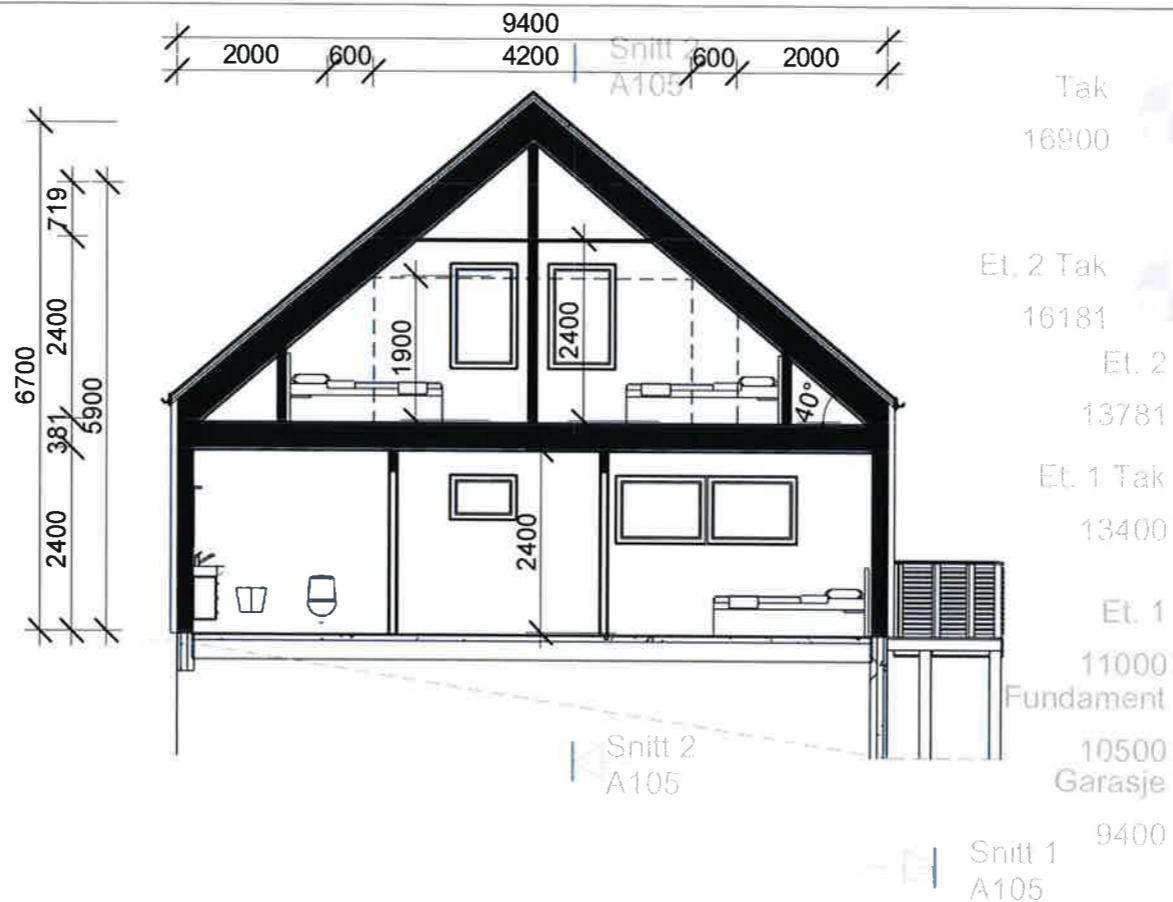 9400
2000
600
4200
600
2000
Snitt 2
A105
Tak
16900
719
Et. 2 Tak
16181
2400
6700
5900
1900
2400
Et. 2
13781
381
40°
Et. 1 Tak
13400
2400
2400
Et. 1
11000
Fundament
10500
Snitt 2
A105
Garasje
9400
Snitt 1
A105